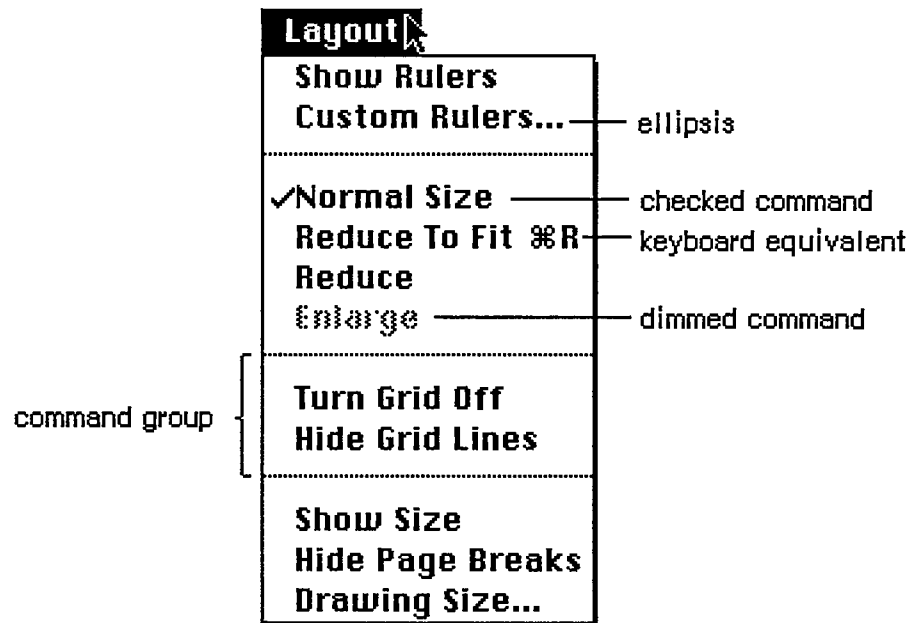 Layout
Show Rulers
Custom Rulers...
ellipsis
✓Normal Size
checked command
Reduce To Fit ⌘R
keyboard equivalent
Reduce
Enlarge
dimmed command
command group
Turn Grid Off
Hide Grid Lines
Show Size
Hide Page Breaks
Drawing Size...